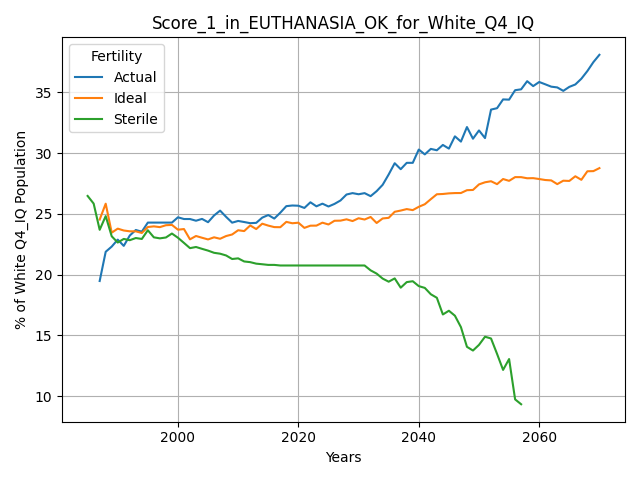 Score_1_in_EUTHANASIA_OK_for_White_Q4_IQ
Fertility
Actual
Ideal
Sterile
% of White Q4_IQ Population
35
30
25
20
15
10
2000 2020 2040 2060
Years